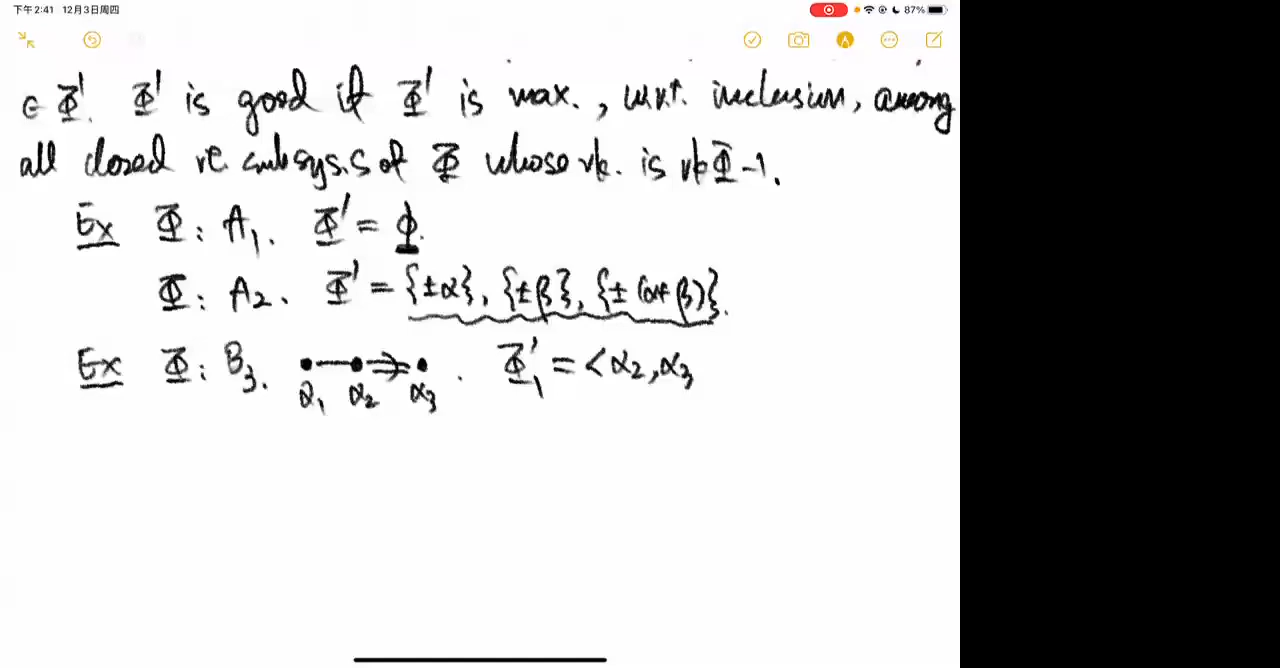 下午2:41 12月3日周四 87%
∈ Φ'. Φ' is good if Φ' is max., w.r.t. inclusion, among
all closed rt. subsys.s of Φ whose rk. is rkΦ-1.
Ex Φ: A₁. Φ' = ϕ.
Φ: A₂. Φ' = {±α}, {±β}, {±(α+β)}.
Ex Φ: B₃. α₁ α₂ α₃ . Φ'₁ = <α₂, α₃